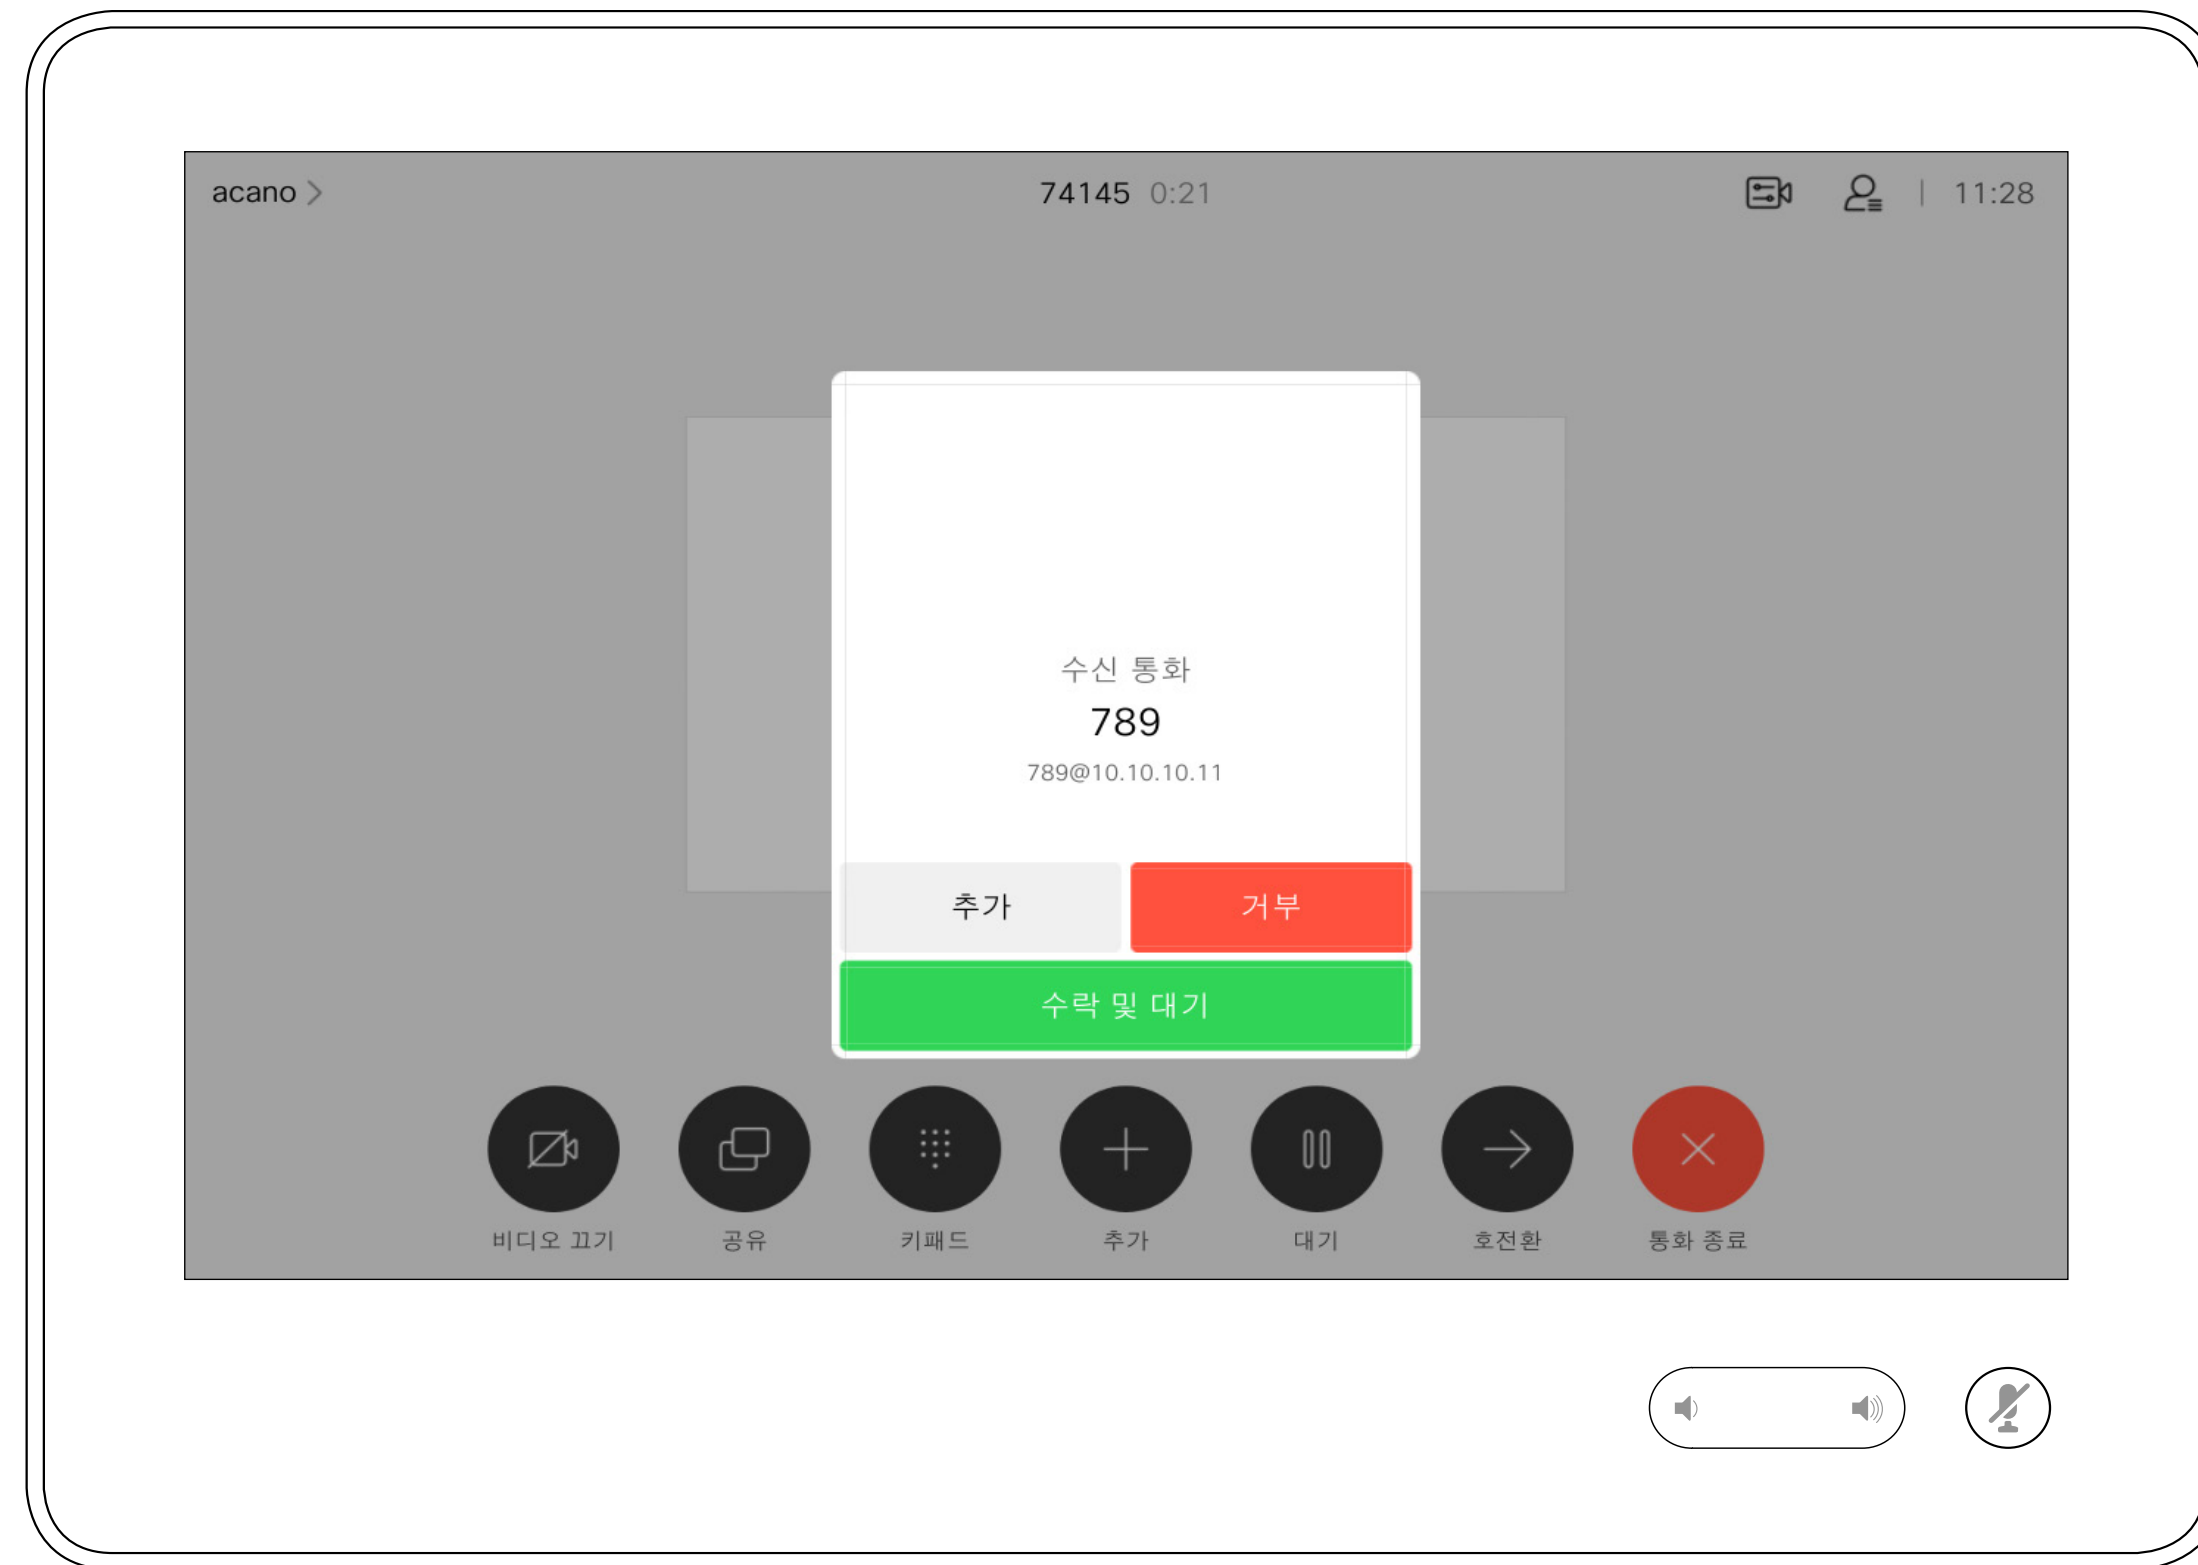 acano
74145 0:21
11:28
수신 통화
789
789@10.10.10.11
추가
거부
수락 및 대기
비디오 끄기
공유
키패드
추가
대기
호전환
통화 종료